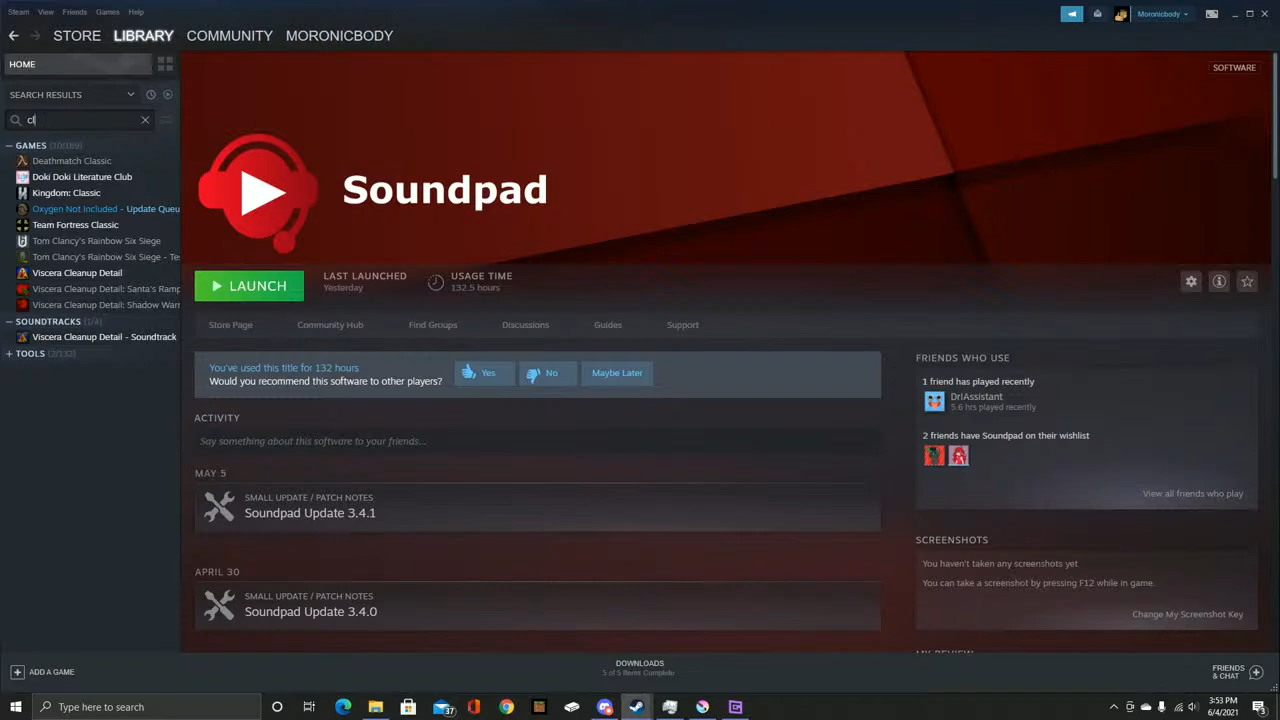 Steam View Friends Games Help
Moronicbody
STORE LIBRARY COMMUNITY MORONICBODY
HOME
SOFTWARE
SEARCH RESULTS
cl
GAMES (10/169)
Deathmatch Classic
Doki Doki Literature Club
Kingdom: Classic
Oxygen Not Included - Update Queu
Team Fortress Classic
Tom Clancy's Rainbow Six Siege
Tom Clancy's Rainbow Six Siege - Tes
Viscera Cleanup Detail
Viscera Cleanup Detail: Santa's Ramp
Viscera Cleanup Detail: Shadow Warr
SOUNDTRACKS (1/4)
Viscera Cleanup Detail - Soundtrack
TOOLS (2/132)
Soundpad
LAUNCH
LAST LAUNCHED
Yesterday
USAGE TIME
132.5 hours
Store Page Community Hub Find Groups Discussions Guides Support
You've used this title for 132 hours
Would you recommend this software to other players?
Yes No Maybe Later
ACTIVITY
Say something about this software to your friends...
MAY 5
SMALL UPDATE / PATCH NOTES
Soundpad Update 3.4.1
APRIL 30
SMALL UPDATE / PATCH NOTES
Soundpad Update 3.4.0
FRIENDS WHO USE
1 friend has played recently
DrIAssistant
5.6 hrs played recently
2 friends have Soundpad on their wishlist
View all friends who play
SCREENSHOTS
You haven't taken any screenshots yet
You can take a screenshot by pressing F12 while in game.
Change My Screenshot Key
MY REVIEW
ADD A GAME
DOWNLOADS
5 of 5 Items Complete
FRIENDS
& CHAT
Type here to search
37
3:53 PM
6/4/2021